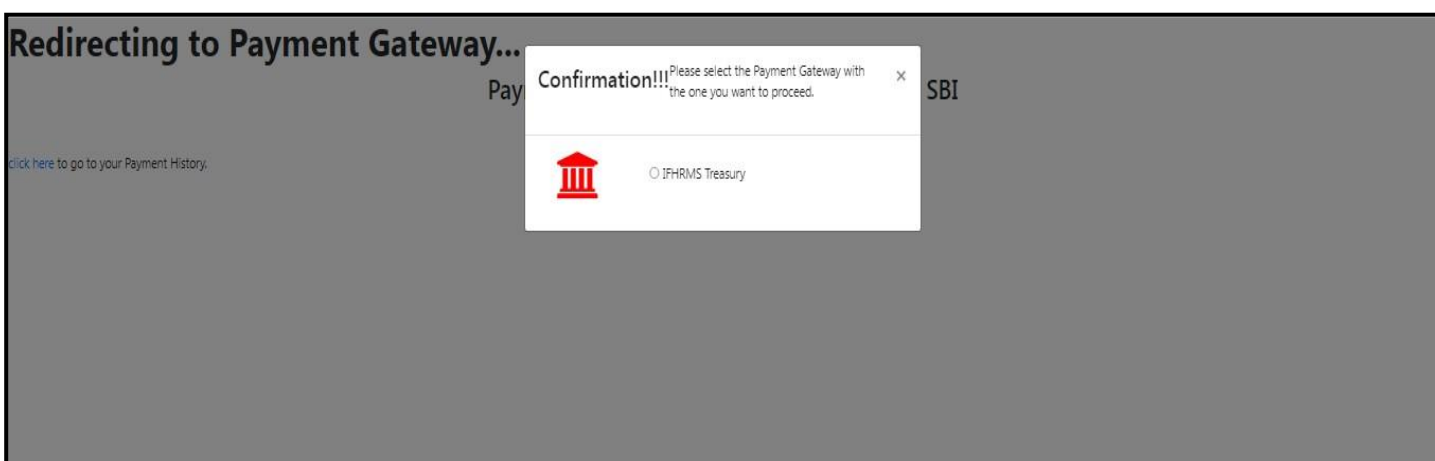 Redirecting to Payment Gateway...
Confirmation!!! Please select the Payment Gateway with
the one you want to proceed.
×
Pay SBI
click here to go to your Payment History.
IFHRMS Treasury